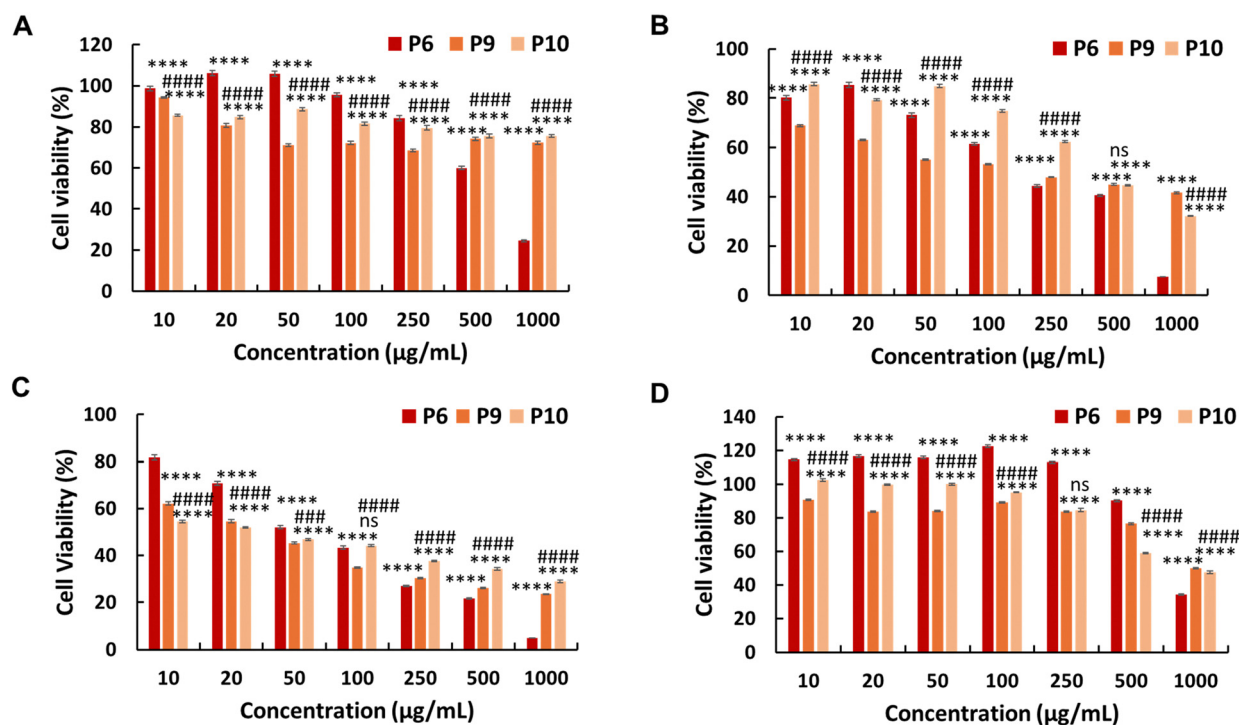 A
P6 P9 P10
120
100
80
60
40
20
0
Cell viability (%)
**** **** **** **** ****
#### #### #### #### #### #### ####
**** **** **** **** **** **** ****
**** ****
10 20 50 100 250 500 1000
Concentration (µg/mL)
B
P6 P9 P10
100
80
60
40
20
0
Cell viability (%)
#### **** #### #### ####
**** **** **** **** **** ####
**** **** **** **** ns
**** **** **** ####
****
10 20 50 100 250 500 1000
Concentration (µg/mL)
C
P6 P9 P10
100
80
60
40
20
0
Cell Viability (%)
**** **** **** ####
#### #### ### ns #### #### ####
**** **** **** **** **** **** ****
**** **** ****
10 20 50 100 250 500 1000
Concentration (µg/mL)
D
P6 P9 P10
140
120
100
80
60
40
20
0
Cell viability (%)
**** **** **** **** ****
#### #### #### #### ns ****
**** **** **** **** **** ####
**** ####
**** ****
10 20 50 100 250 500 1000
Concentration (µg/mL)